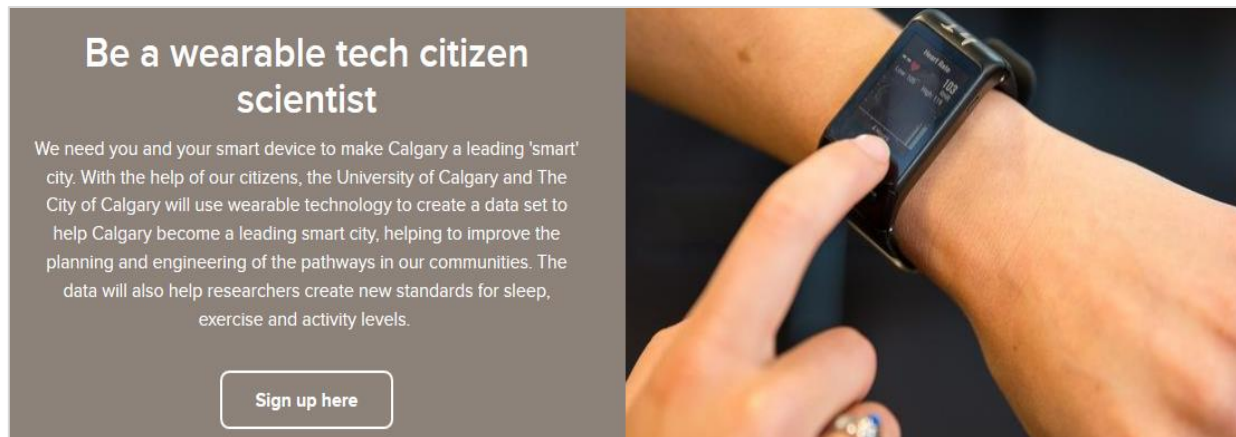 Be a wearable tech citizen
scientist
We need you and your smart device to make Calgary a leading 'smart'
city. With the help of our citizens, the University of Calgary and The
City of Calgary will use wearable technology to create a data set to
help Calgary become a leading smart city, helping to improve the
planning and engineering of the pathways in our communities. The
data will also help researchers create new standards for sleep,
exercise and activity levels.
Sign up here
Heart Rate
103